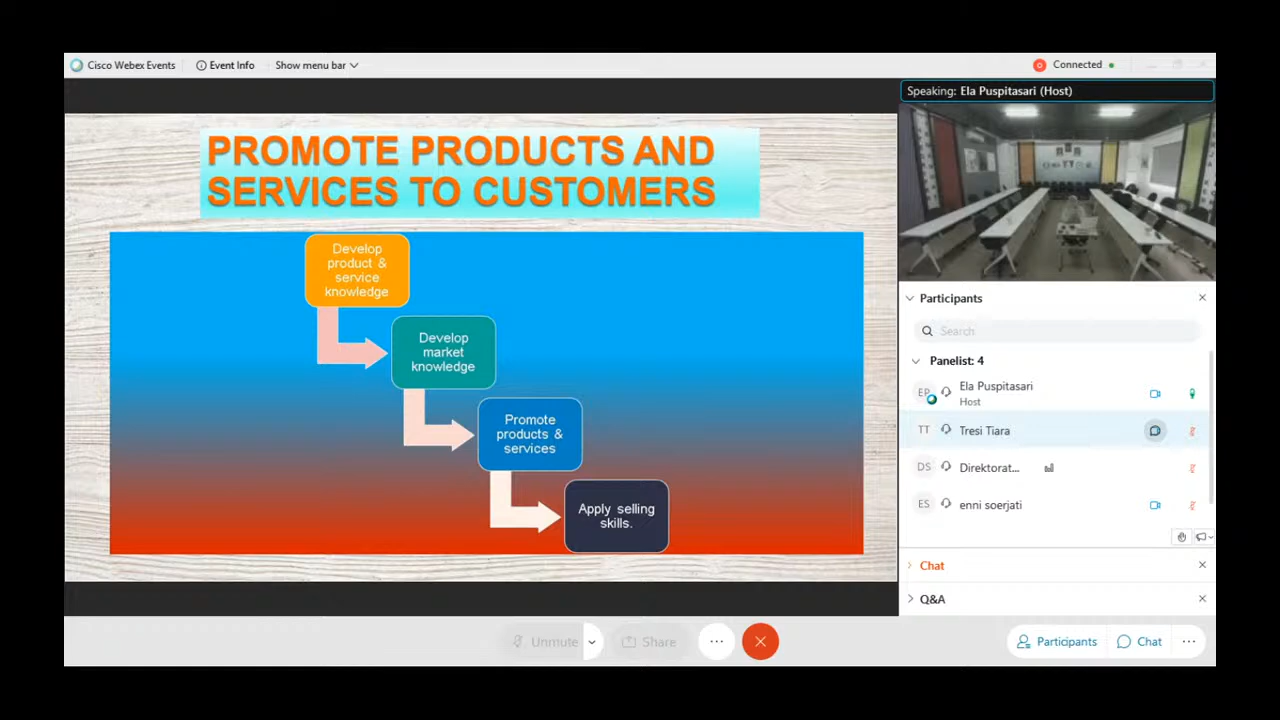 Cisco Webex Events
Event Info
Show menu bar
Connected
Speaking: Ela Puspitasari (Host)
PROMOTE PRODUCTS AND
SERVICES TO CUSTOMERS
Develop
product &
service
knowledge
Develop
market
knowledge
Promote
products &
services
Apply selling
skills.
Participants
Search
Panelist: 4
EP
Ela Puspitasari
Host
TT
Tresi Tiara
DS
Direktorat...
ES
enni soerjati
Chat
Q&A
Unmute
Share
Participants
Chat